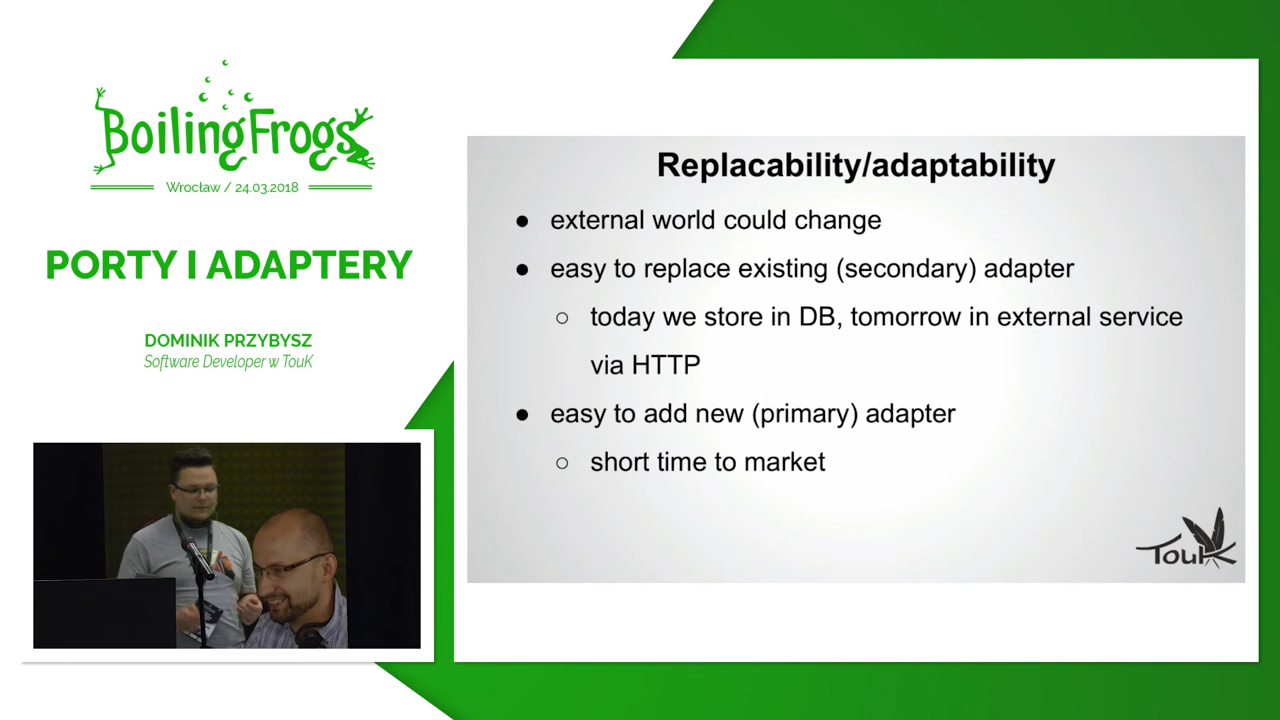 BoilingFrogs
Wrocław / 24.03.2018
PORTY I ADAPTERY
DOMINIK PRZYBYSZ
Software Developer w TouK
Replacability/adaptability
● external world could change
● easy to replace existing (secondary) adapter
○ today we store in DB, tomorrow in external service
via HTTP
● easy to add new (primary) adapter
○ short time to market
TouK